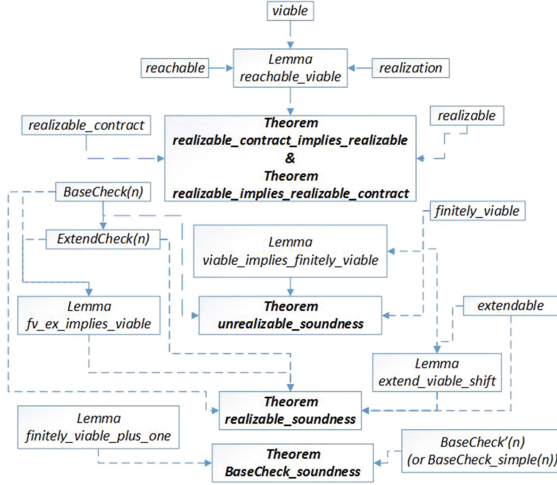 viable
Lemma
reachable_viable
reachable
realization
realizable_contract
Theorem
realizable_contract_implies_realizable
&
Theorem
realizable_implies_realizable_contract
realizable
BaseCheck(n)
finitely_viable
ExtendCheck(n)
Lemma
viable_implies_finitely_viable
Lemma
fv_ex_implies_viable
Theorem
unrealizable_soundness
extendable
Lemma
extend_viable_shift
Theorem
realizable_soundness
Lemma
finitely_viable_plus_one
Theorem
BaseCheck_soundness
BaseCheck’(n)
(or BaseCheck_simple(n))